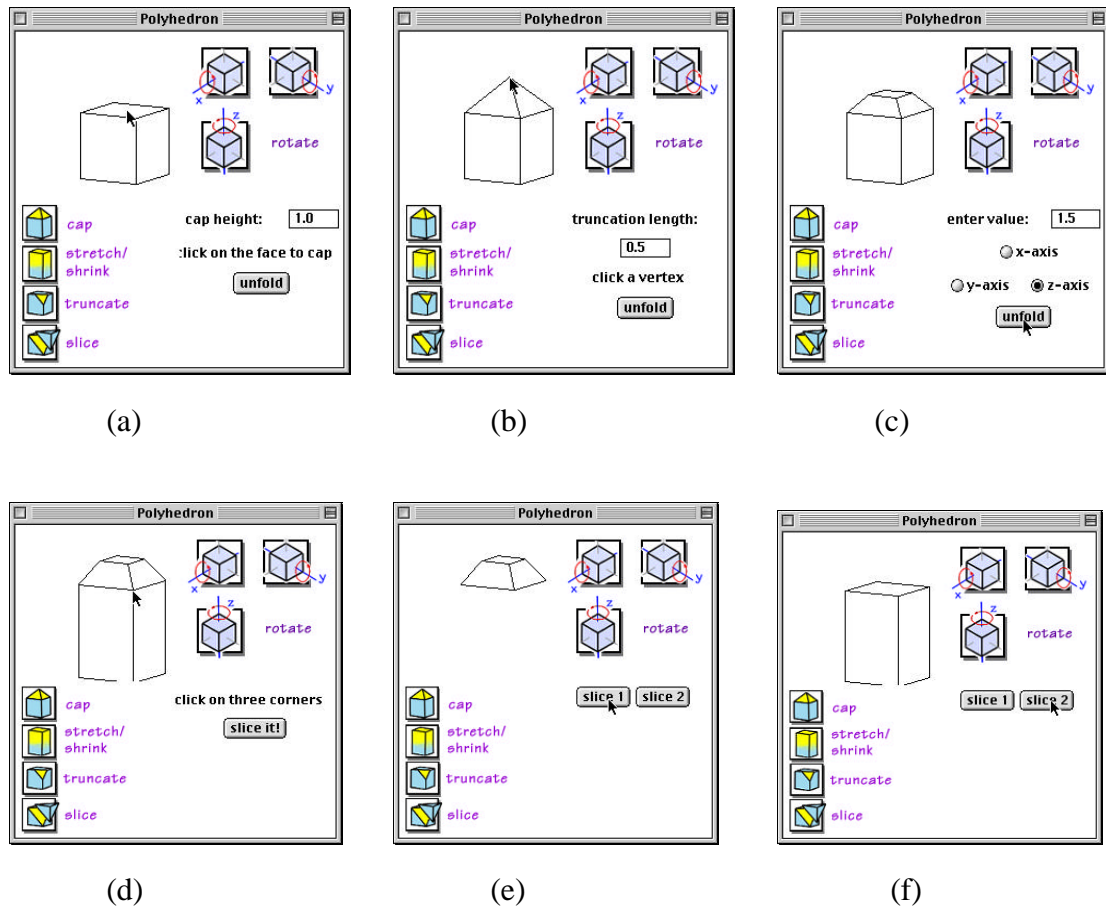 Polyhedron
x
y
z
rotate
cap
cap height: 1.0
stretch/
shrink
:lick on the face to cap
unfold
truncate
slice
(a)
Polyhedron
x
y
z
rotate
cap
truncation length:
stretch/
shrink
0.5
click a vertex
truncate
unfold
slice
(b)
Polyhedron
x
y
z
rotate
cap
enter value: 1.5
stretch/
shrink
x-axis
y-axis z-axis
truncate
unfold
slice
(c)
Polyhedron
x
y
z
rotate
click on three corners
cap
slice it!
stretch/
shrink
truncate
slice
(d)
Polyhedron
x
y
z
rotate
slice 1 slice 2
cap
stretch/
shrink
truncate
slice
(e)
Polyhedron
x
y
z
rotate
slice 1 slice 2
cap
stretch/
shrink
truncate
slice
(f)